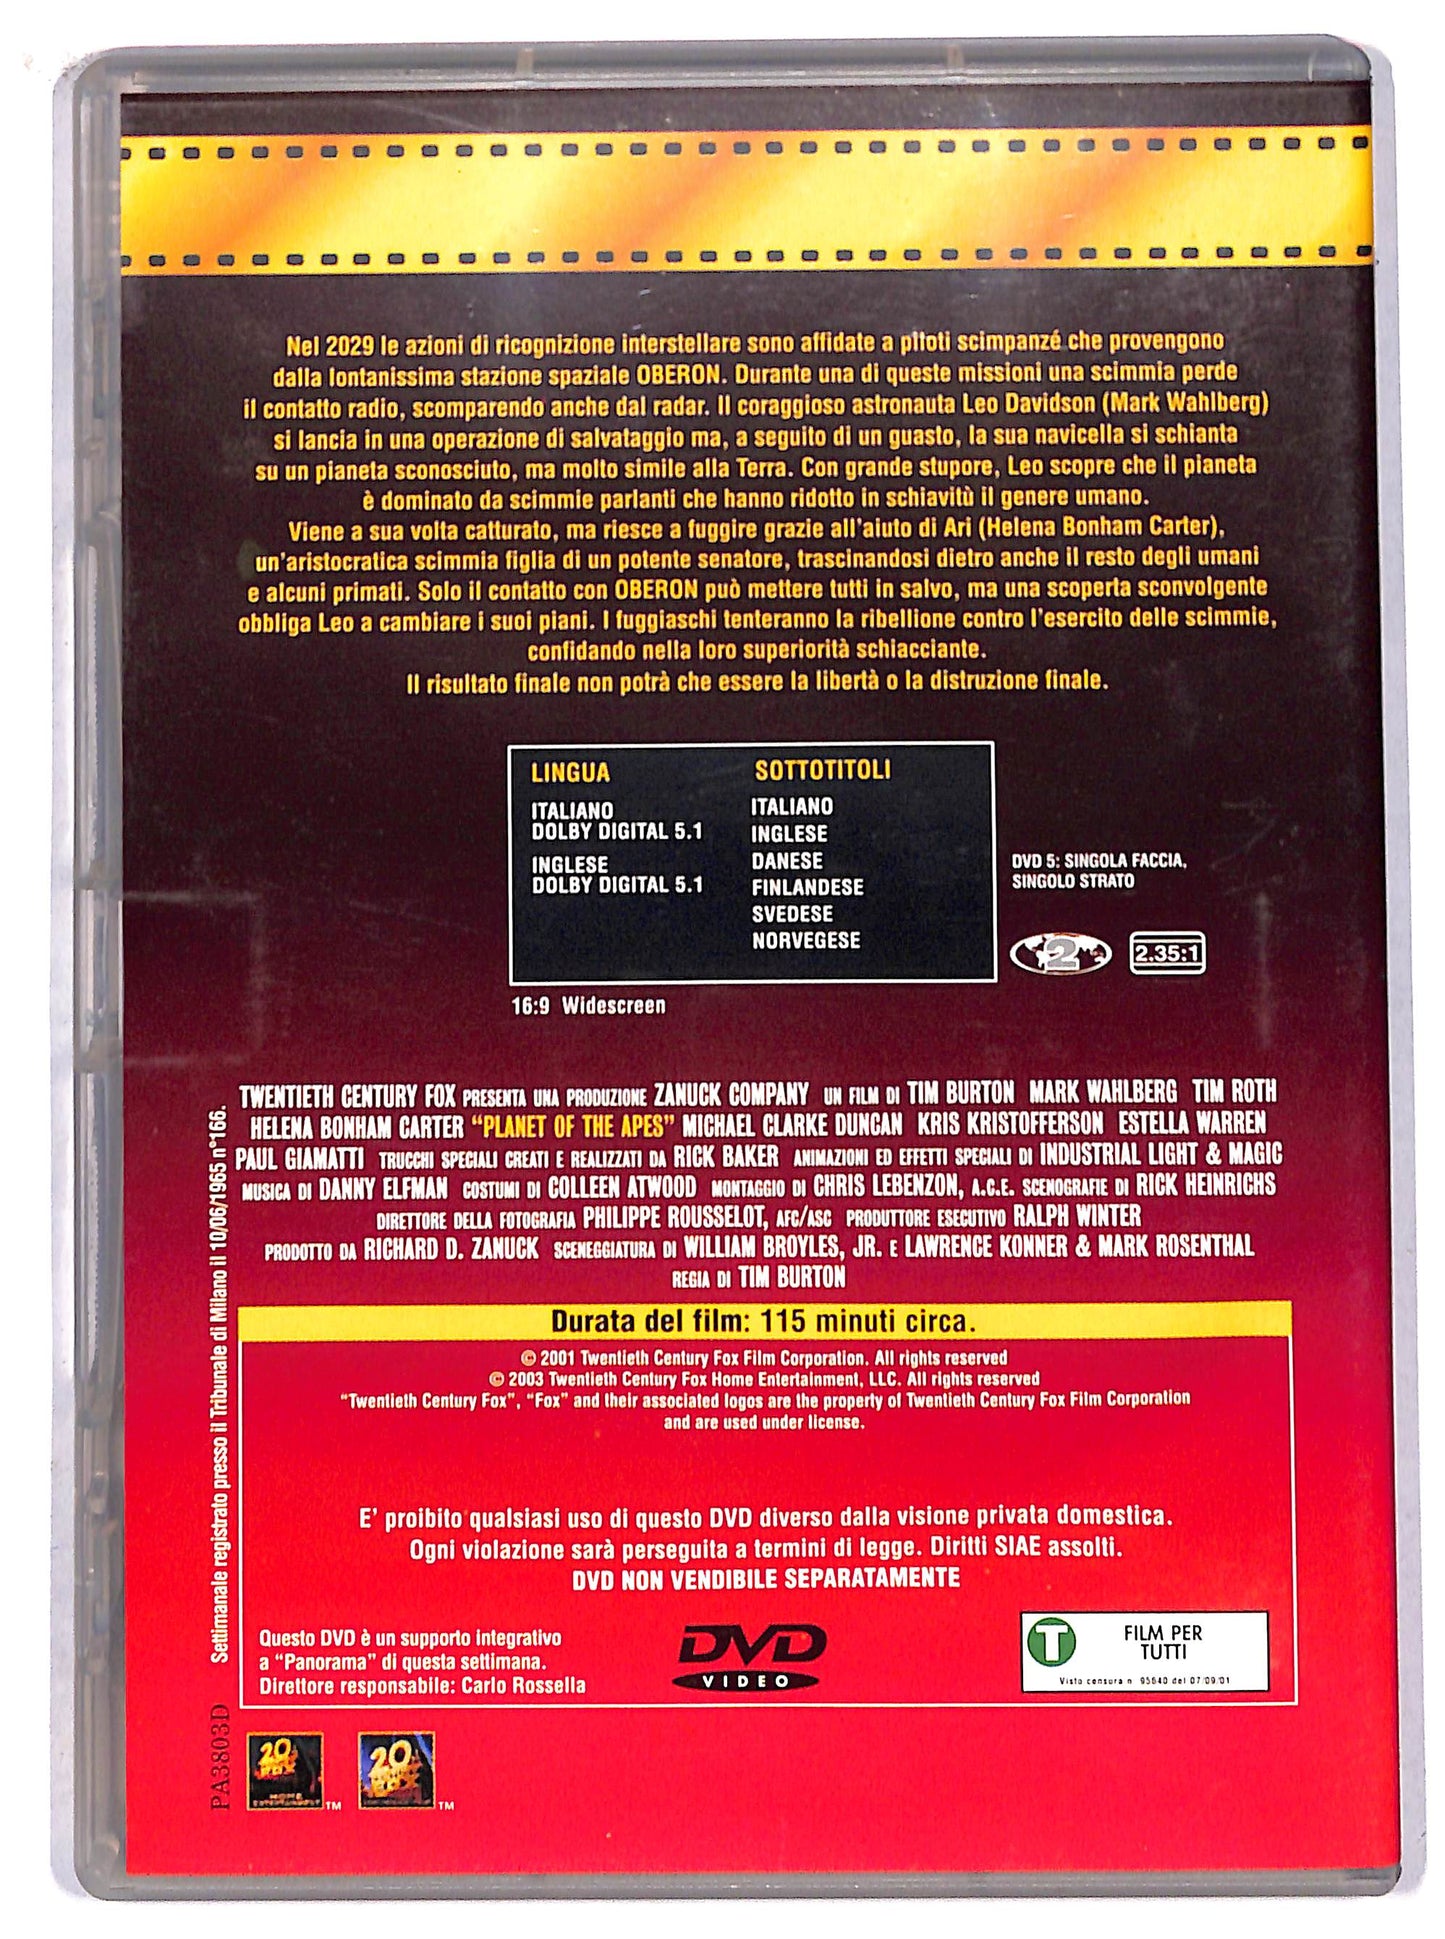 Nel 2029 le azioni di ricognizione interstellare sono affidate a piloti scimpanzé che provengono
dalla lontanissima stazione spaziale OBERON. Durante una di queste missioni una scimmia perde
il contatto radio, scomparendo anche dal radar. Il coraggioso astronauta Leo Davidson (Mark Wahlberg)
si lancia in una operazione di salvataggio ma, a seguito di un guasto, la sua navicella si schianta
su un pianeta sconosciuto, ma molto simile alla Terra. Con grande stupore, Leo scopre che il pianeta
è dominato da scimmie parlanti che hanno ridotto in schiavitù il genere umano.
Viene a sua volta catturato, ma riesce a fuggire grazie all'aiuto di Ari (Helena Bonham Carter),
un'aristocratica scimmia figlia di un potente senatore, trascinandosi dietro anche il resto degli umani
e alcuni primati. Solo il contatto con OBERON può mettere tutti in salvo, ma una scoperta sconvolgente
obbliga Leo a cambiare i suoi piani. I fuggiaschi tenteranno la ribellione contro l'esercito delle scimmie,
confidando nella loro superiorità schiacciante.
Il risultato finale non potrà che essere la libertà o la distruzione finale.
LINGUA
ITALIANO
DOLBY DIGITAL 5.1
INGLESE
DOLBY DIGITAL 5.1
SOTTOTITOLI
ITALIANO
INGLESE
DANESE
FINLANDESE
SVEDESE
NORVEGESE
DVD 5: SINGOLA FACCIA,
SINGOLO STRATO
2
2.35:1
16:9 Widescreen
TWENTIETH CENTURY FOX PRESENTA UNA PRODUZIONE ZANUCK COMPANY UN FILM DI TIM BURTON MARK WAHLBERG TIM ROTH
HELENA BONHAM CARTER "PLANET OF THE APES" MICHAEL CLARKE DUNCAN KRIS KRISTOFFERSON ESTELLA WARREN
PAUL GIAMATTI TRUCCHI SPECIALI CREATI E REALIZZATI DA RICK BAKER ANIMAZIONI ED EFFETTI SPECIALI DI INDUSTRIAL LIGHT & MAGIC
MUSICA DI DANNY ELFMAN COSTUMI DI COLLEEN ATWOOD MONTAGGIO DI CHRIS LEBENZON, A.C.E. SCENOGRAFIE DI RICK HEINRICHS
DIRETTORE DELLA FOTOGRAFIA PHILIPPE ROUSSELOT, AFC/ASC PRODUTTORE ESECUTIVO RALPH WINTER
PRODOTTO DA RICHARD D. ZANUCK SCENEGGIATURA DI WILLIAM BROYLES, JR. E LAWRENCE KONNER & MARK ROSENTHAL
REGIA DI TIM BURTON
Durata del film: 115 minuti circa.
© 2001 Twentieth Century Fox Film Corporation. All rights reserved
© 2003 Twentieth Century Fox Home Entertainment, LLC. All rights reserved
"Twentieth Century Fox", "Fox" and their associated logos are the property of Twentieth Century Fox Film Corporation
and are used under license.
E' proibito qualsiasi uso di questo DVD diverso dalla visione privata domestica.
Ogni violazione sarà perseguita a termini di legge. Diritti SIAE assolti.
DVD NON VENDIBILE SEPARATAMENTE
Questo DVD è un supporto integrativo
a "Panorama" di questa settimana.
Direttore responsabile: Carlo Rossella
DVD
VIDEO
T
FILM PER
TUTTI
Visto censura n. 95640 del 07/09/01
Settimanale registrato presso il Tribunale di Milano il 10/06/1965 n°166.
PA3803D
20
FOX
HOME
ENTERTAINMENT
TM
20
FOX
TM